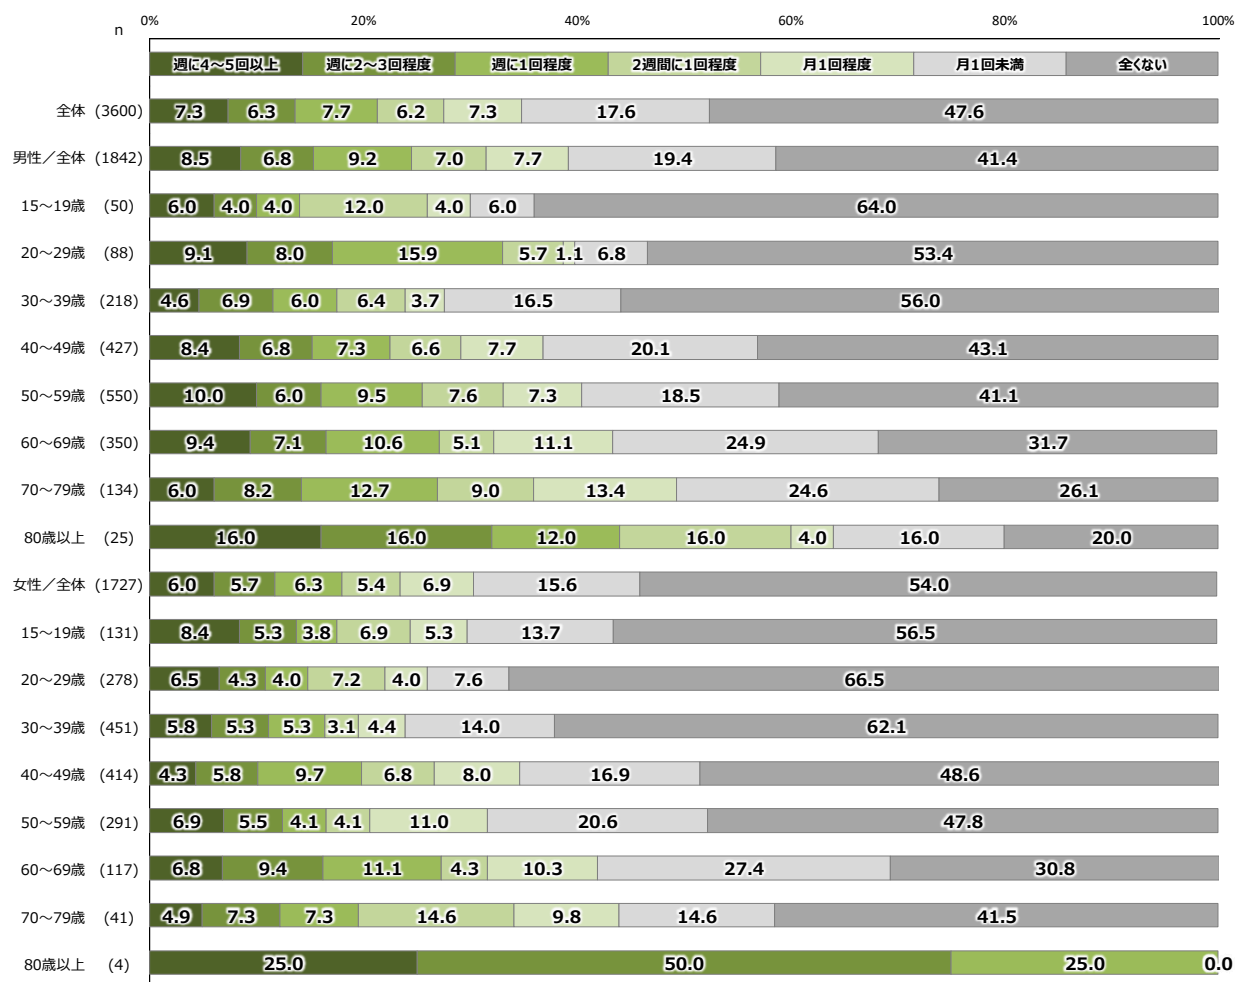 n
0% 20% 40% 60% 80% 100%
週に4～5回以上 週に2～3回程度 週に1回程度 2週間に1回程度 月1回程度 月1回未満 全くない
全体 (3600) 7.3 6.3 7.7 6.2 7.3 17.6 47.6
男性／全体 (1842) 8.5 6.8 9.2 7.0 7.7 19.4 41.4
15～19歳 (50) 6.0 4.0 4.0 12.0 4.0 6.0 64.0
20～29歳 (88) 9.1 8.0 15.9 5.7 1.1 6.8 53.4
30～39歳 (218) 4.6 6.9 6.0 6.4 3.7 16.5 56.0
40～49歳 (427) 8.4 6.8 7.3 6.6 7.7 20.1 43.1
50～59歳 (550) 10.0 6.0 9.5 7.6 7.3 18.5 41.1
60～69歳 (350) 9.4 7.1 10.6 5.1 11.1 24.9 31.7
70～79歳 (134) 6.0 8.2 12.7 9.0 13.4 24.6 26.1
80歳以上 (25) 16.0 16.0 12.0 16.0 4.0 16.0 20.0
女性／全体 (1727) 6.0 5.7 6.3 5.4 6.9 15.6 54.0
15～19歳 (131) 8.4 5.3 3.8 6.9 5.3 13.7 56.5
20～29歳 (278) 6.5 4.3 4.0 7.2 4.0 7.6 66.5
30～39歳 (451) 5.8 5.3 5.3 3.1 4.4 14.0 62.1
40～49歳 (414) 4.3 5.8 9.7 6.8 8.0 16.9 48.6
50～59歳 (291) 6.9 5.5 4.1 4.1 11.0 20.6 47.8
60～69歳 (117) 6.8 9.4 11.1 4.3 10.3 27.4 30.8
70～79歳 (41) 4.9 7.3 7.3 14.6 9.8 14.6 41.5
80歳以上 (4) 25.0 50.0 25.0 0.0